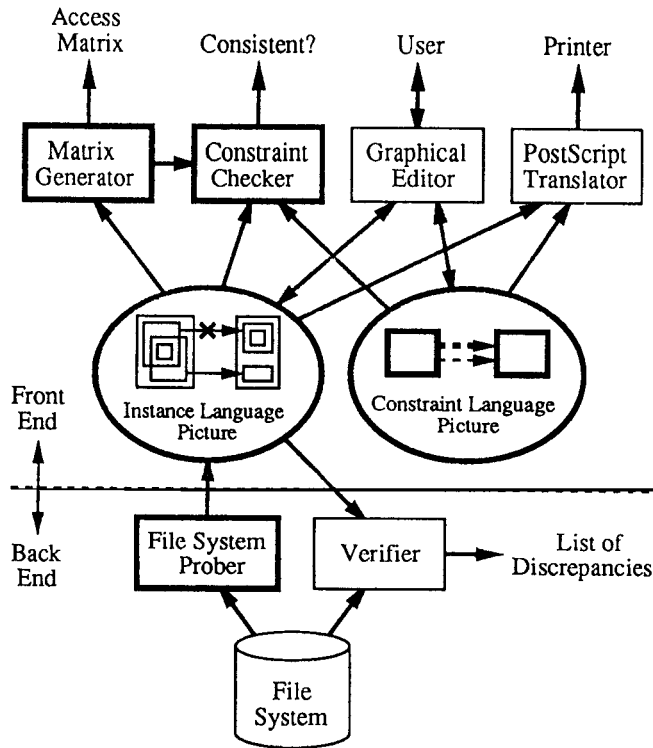 Access
Matrix
Consistent?
User
Printer
Matrix
Generator
Constraint
Checker
Graphical
Editor
PostScript
Translator
Instance Language
Picture
Constraint Language
Picture
Front
End
Back
End
File System
Prober
Verifier
List of
Discrepancies
File
System